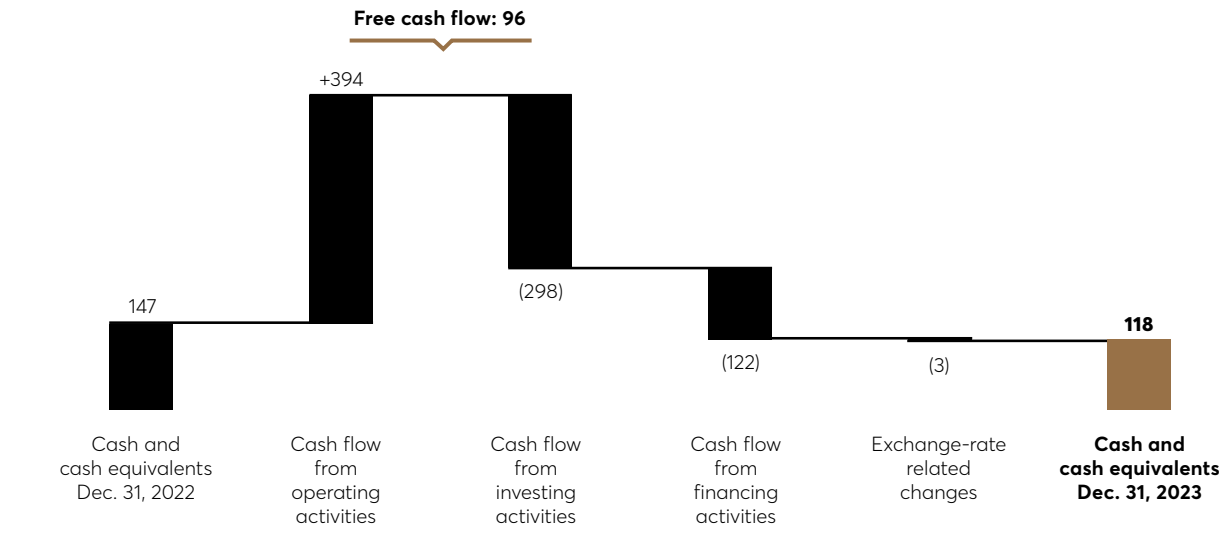 Free cash flow: 96
+394
147
(298)
(122)
(3)
118
Cash and
cash equivalents
Dec. 31, 2022
Cash flow
from
operating
activities
Cash flow
from
investing
activities
Cash flow
from
financing
activities
Exchange-rate
related
changes
Cash and
cash equivalents
Dec. 31, 2023